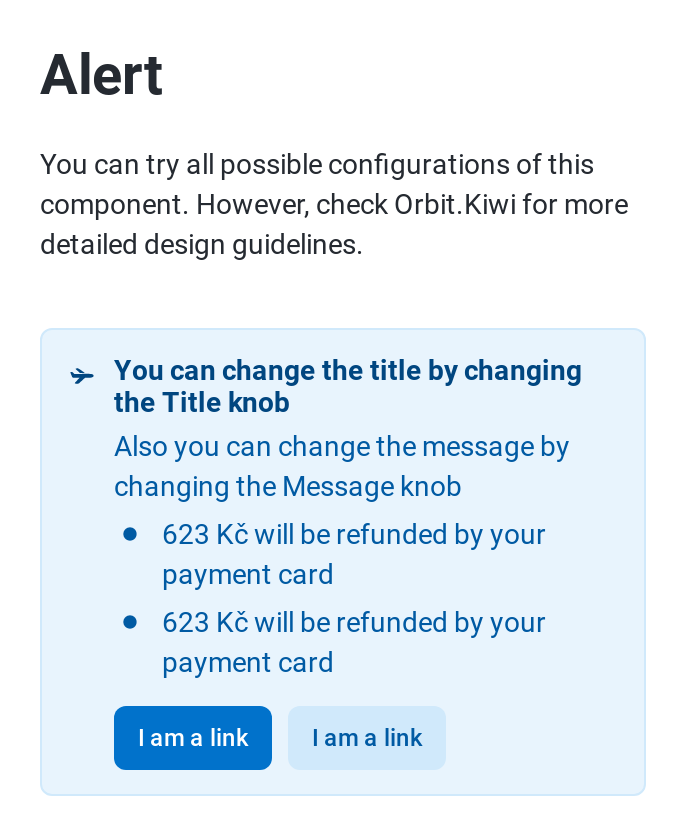 Alert
You can try all possible configurations of this
component. However, check Orbit.Kiwi for more
detailed design guidelines.
You can change the title by changing
the Title knob
Also you can change the message by
changing the Message knob
623 Kč will be refunded by your
payment card
623 Kč will be refunded by your
payment card
I am a link
I am a link